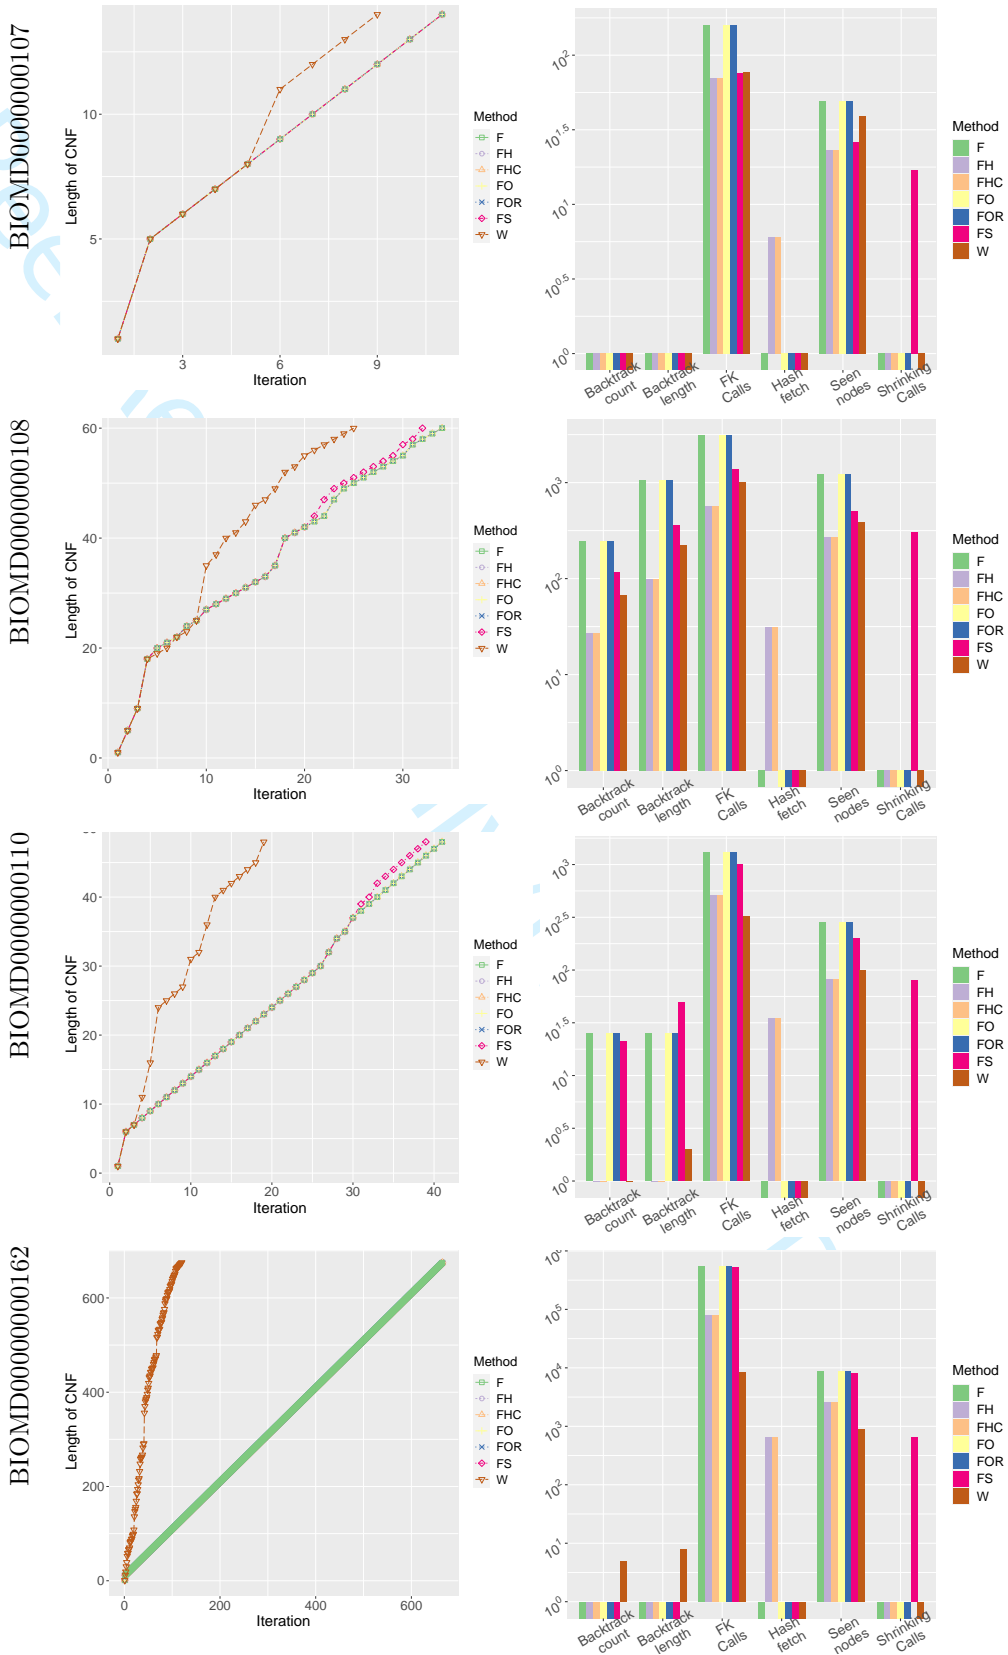 BIOMD0000000107
Length of CNF
10
5
3
6
9
Iteration
Method
F
FH
FHC
FO
FOR
FS
W
10^2
10^1.5
10^1
10^0.5
10^0
Backtrack count
Backtrack length
FK Calls
Hash fetch
Seen nodes
Shrinking Calls
Method
F
FH
FHC
FO
FOR
FS
W
BIOMD0000000108
Length of CNF
60
40
20
0
0
10
20
30
Iteration
Method
F
FH
FHC
FO
FOR
FS
W
10^3
10^2
10^1
10^0
Backtrack count
Backtrack length
FK Calls
Hash fetch
Seen nodes
Shrinking Calls
Method
F
FH
FHC
FO
FOR
FS
W
BIOMD0000000110
Length of CNF
40
30
20
10
0
0
10
20
30
40
Iteration
Method
F
FH
FHC
FO
FOR
FS
W
10^3
10^2.5
10^2
10^1.5
10^1
10^0.5
10^0
Backtrack count
Backtrack length
FK Calls
Hash fetch
Seen nodes
Shrinking Calls
Method
F
FH
FHC
FO
FOR
FS
W
BIOMD0000000162
Length of CNF
600
400
200
0
0
200
400
600
Iteration
Method
F
FH
FHC
FO
FOR
FS
W
10^5
10^4
10^3
10^2
10^1
10^0
Backtrack count
Backtrack length
FK Calls
Hash fetch
Seen nodes
Shrinking Calls
Method
F
FH
FHC
FO
FOR
FS
W